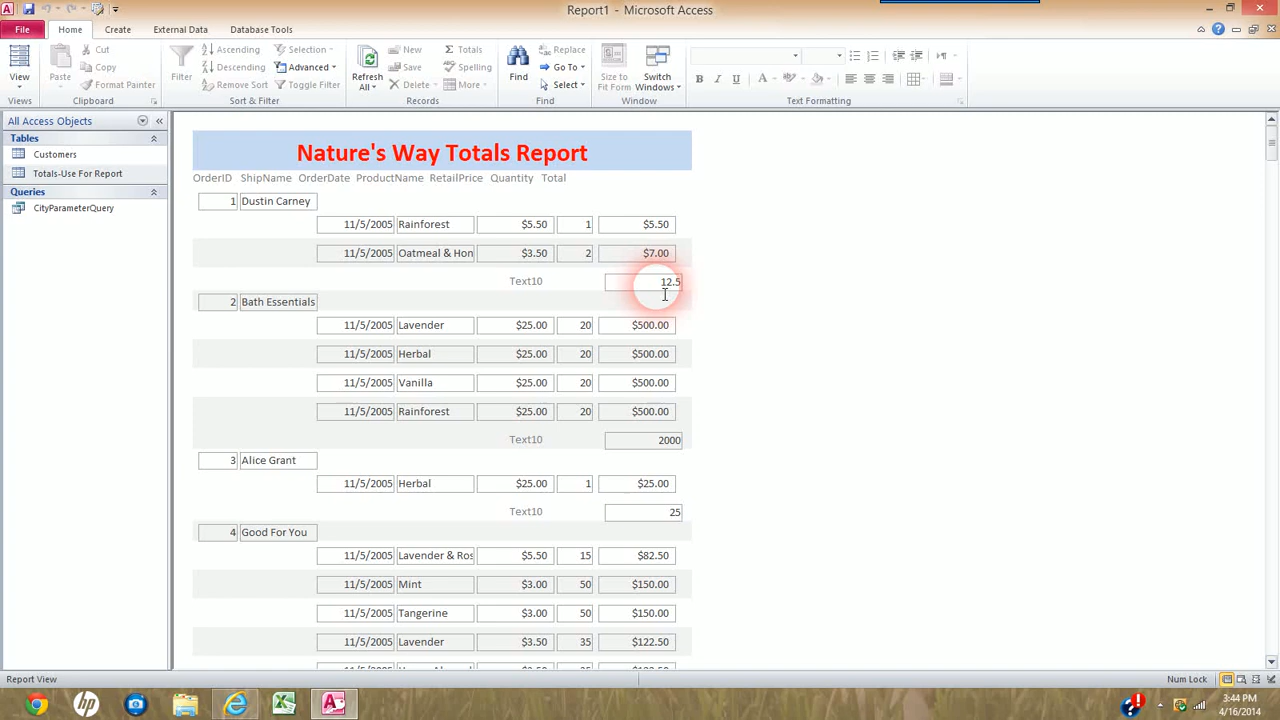 Report1 - Microsoft Access
File Home Create External Data Database Tools
View
Views
Paste
Cut
Copy
Format Painter
Clipboard
Filter
Ascending
Descending
Remove Sort
Selection
Advanced
Toggle Filter
Sort & Filter
Refresh All
New
Save
Delete
Totals
Spelling
More
Records
Find
Replace
Go To
Select
Find
Size to Fit Form
Switch Windows
Window
B I U A
Text Formatting
All Access Objects
Tables
Customers
Totals-Use For Report
Queries
CityParameterQuery
Nature's Way Totals Report
OrderID ShipName OrderDate ProductName RetailPrice Quantity Total
1 Dustin Carney
11/5/2005 Rainforest $5.50 1 $5.50
11/5/2005 Oatmeal & Hon $3.50 2 $7.00
Text10 12.5
2 Bath Essentials
11/5/2005 Lavender $25.00 20 $500.00
11/5/2005 Herbal $25.00 20 $500.00
11/5/2005 Vanilla $25.00 20 $500.00
11/5/2005 Rainforest $25.00 20 $500.00
Text10 2000
3 Alice Grant
11/5/2005 Herbal $25.00 1 $25.00
Text10 25
4 Good For You
11/5/2005 Lavender & Ros $5.50 15 $82.50
11/5/2005 Mint $3.00 50 $150.00
11/5/2005 Tangerine $3.00 50 $150.00
11/5/2005 Lavender $3.50 35 $122.50
Report View Num Lock
3:44 PM
4/16/2014